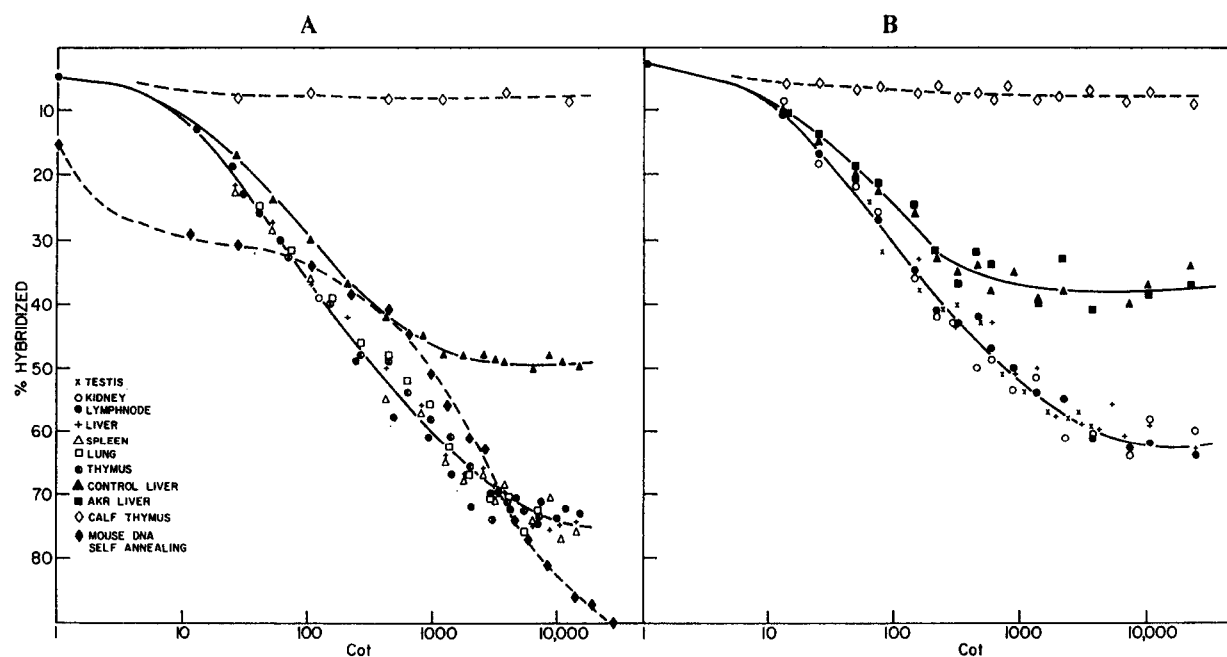 A
B
% HYBRIDIZED
10
20
30
40
50
60
70
80
x TESTIS
○ KIDNEY
● LYMPHNODE
+ LIVER
△ SPLEEN
□ LUNG
◐ THYMUS
▲ CONTROL LIVER
■ AKR LIVER
◇ CALF THYMUS
◆ MOUSE DNA
SELF ANNEALING
1
10
100
1000
10,000
Cot
% HYBRIDIZED
10
20
30
40
50
60
70
80
1
10
100
1000
10,000
Cot